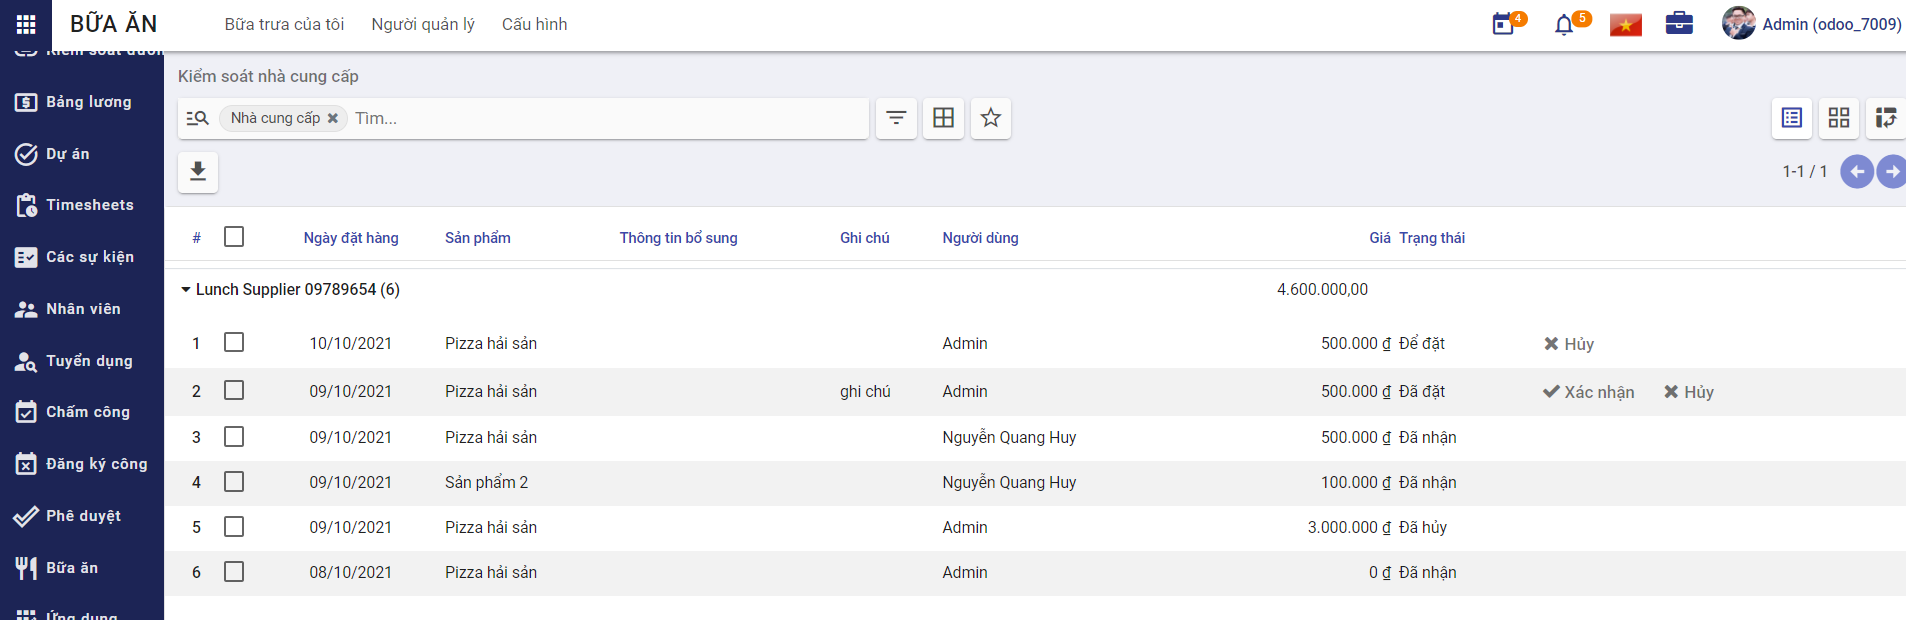 BỮA ĂN
Bữa trưa của tôi
Người quản lý
Cấu hình
4
5
Admin (odoo_7009)
Bảng lương
Dự án
Timesheets
Các sự kiện
Nhân viên
Tuyển dụng
Chấm công
Đăng ký công
Phê duyệt
Bữa ăn
Ứng dụng
Kiểm soát nhà cung cấp
Nhà cung cấp Tìm...
1-1 / 1
# Ngày đặt hàng Sản phẩm Thông tin bổ sung Ghi chú Người dùng Giá Trạng thái
Lunch Supplier 09789654 (6) 4.600.000,00
1 10/10/2021 Pizza hải sản Admin 500.000 ₫ Để đặt Hủy
2 09/10/2021 Pizza hải sản ghi chú Admin 500.000 ₫ Đã đặt Xác nhận Hủy
3 09/10/2021 Pizza hải sản Nguyễn Quang Huy 500.000 ₫ Đã nhận
4 09/10/2021 Sản phẩm 2 Nguyễn Quang Huy 100.000 ₫ Đã nhận
5 09/10/2021 Pizza hải sản Admin 3.000.000 ₫ Đã hủy
6 08/10/2021 Pizza hải sản Admin 0 ₫ Đã nhận